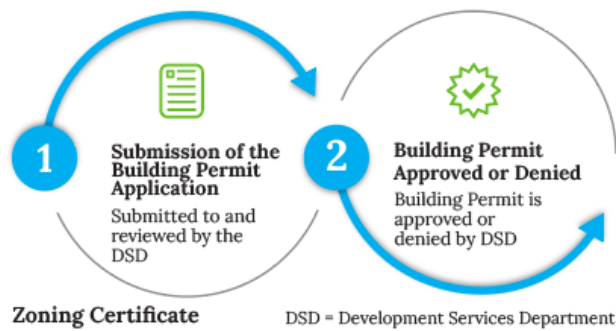 1
Submission of the
Building Permit
Application
Submitted to and
reviewed by the
DSD
2
Building Permit
Approved or Denied
Building Permit is
approved or
denied by DSD
Zoning Certificate
DSD = Development Services Department